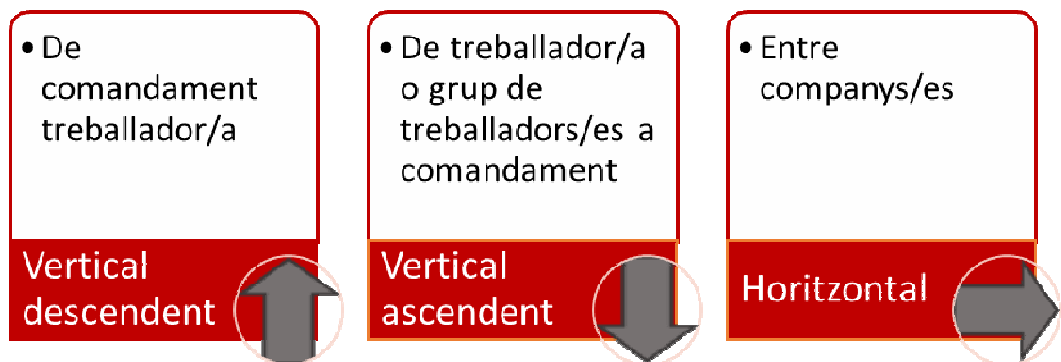 • De
comandament
treballador/a
Vertical
descendent
• De treballador/a
o grup de
treballadors/es a
comandament
Vertical
ascendent
• Entre
companys/es
Horitzontal